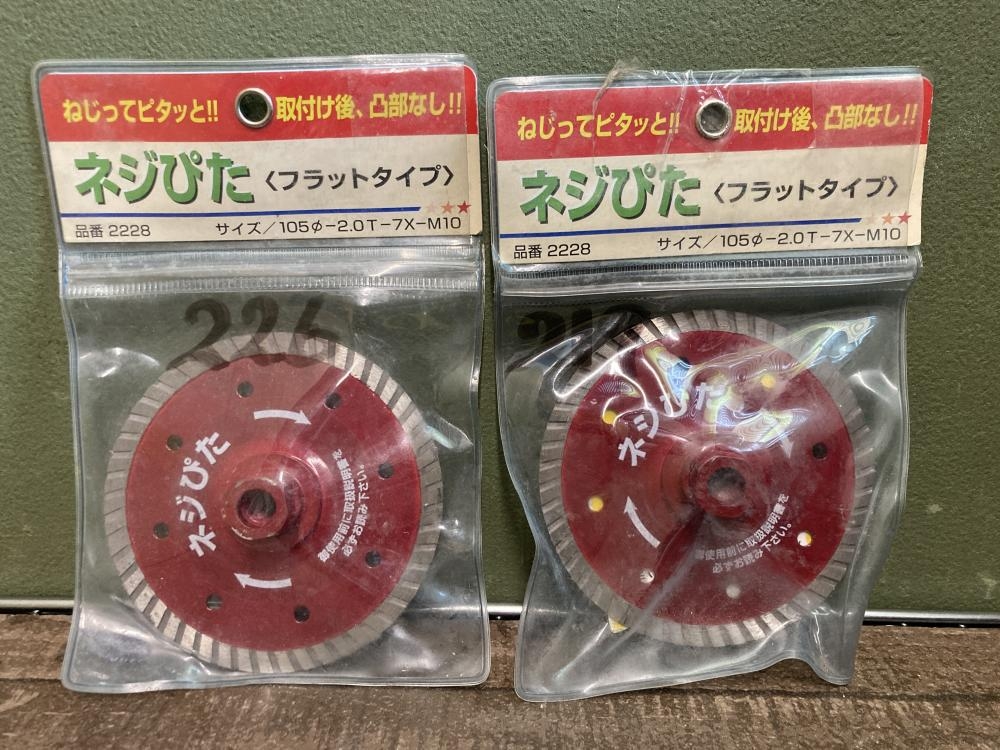 ねじってピタッと!! 取付け後、凸部なし!!
ネジぴた〈フラットタイプ〉
品番 2228 サイズ/105φ-2.0T-7X-M10
226
ネジぴた
御使用前に取扱説明書を
必ずお読み下さい。
ねじってピタッと!! 取付け後、凸部なし!!
ネジぴた〈フラットタイプ〉
品番 2228 サイズ/105φ-2.0T-7X-M10
ネジぴた
御使用前に取扱説明書を
必ずお読み下さい。